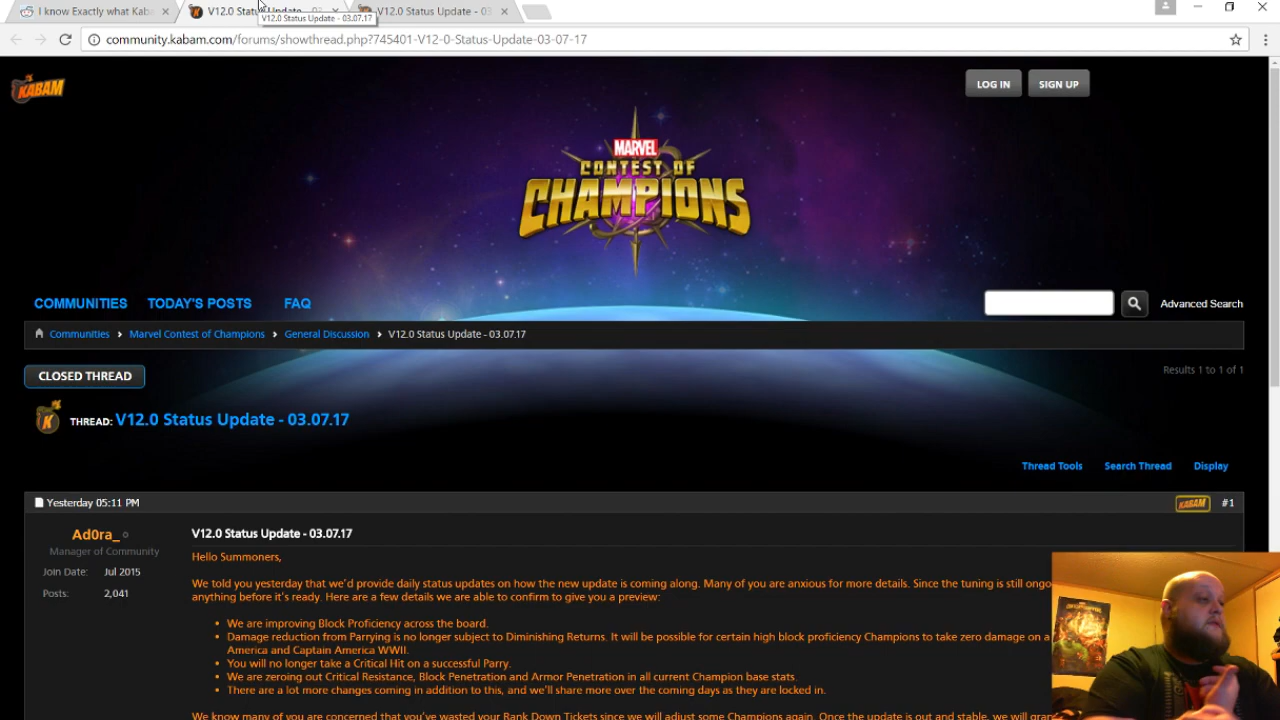 I know Exactly what Kaba
V12.0 Status Update - 03
V12.0 Status Update - 03
V12.0 Status Update - 03.07.17
community.kabam.com/forums/showthread.php?745401-V12-0-Status-Update-03-07-17
KABAM
LOG IN
SIGN UP
MARVEL
CONTEST OF
CHAMPIONS
COMMUNITIES
TODAY'S POSTS
FAQ
Advanced Search
Communities › Marvel Contest of Champions › General Discussion › V12.0 Status Update - 03.07.17
CLOSED THREAD
Results 1 to 1 of 1
K
THREAD: V12.0 Status Update - 03.07.17
Thread Tools
Search Thread
Display
Yesterday 05:11 PM
KABAM
#1
Ad0ra_
Manager of Community
Join Date: Jul 2015
Posts: 2,041
V12.0 Status Update - 03.07.17
Hello Summoners,
We told you yesterday that we'd provide daily status updates on how the new update is coming along. Many of you are anxious for more details. Since the tuning is still ongo
anything before it's ready. Here are a few details we are able to confirm to give you a preview:
• We are improving Block Proficiency across the board.
• Damage reduction from Parrying is no longer subject to Diminishing Returns. It will be possible for certain high block proficiency Champions to take zero damage on a
America and Captain America WWII.
• You will no longer take a Critical Hit on a successful Parry.
• We are zeroing out Critical Resistance, Block Penetration and Armor Penetration in all current Champion base stats.
• There are a lot more changes coming in addition to this, and we'll share more over the coming days as they are locked in.
We know many of you are concerned that you've wasted your Rank Down Tickets since we will adjust some Champions again. Once the update is out and stable, we will gran